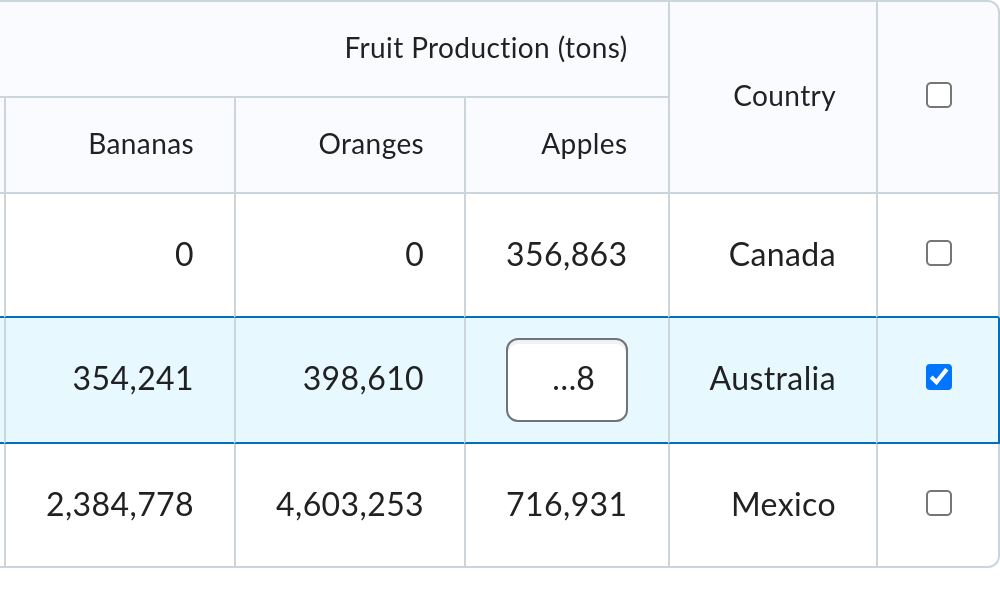 Fruit Production (tons) Country
Bananas Oranges Apples
0 0 356,863 Canada
354,241 398,610 ...8 Australia
2,384,778 4,603,253 716,931 Mexico